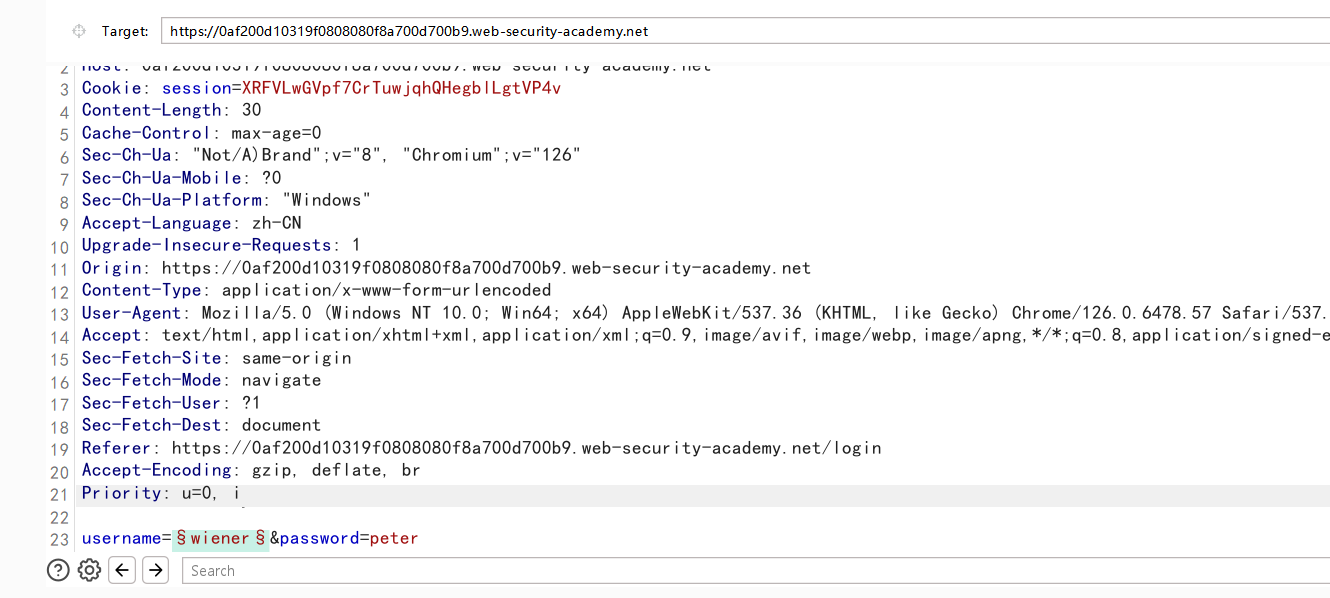 Target: https://0af200d10319f0808080f8a700d700b9.web-security-academy.net
2 Host: 0af200d10319f0808080f8a700d700b9.web-security-academy.net
3 Cookie: session=XRFVLwGVpf7CrTuwjqhQHegblLgtVP4v
4 Content-Length: 30
5 Cache-Control: max-age=0
6 Sec-Ch-Ua: "Not/A)Brand";v="8", "Chromium";v="126"
7 Sec-Ch-Ua-Mobile: ?0
8 Sec-Ch-Ua-Platform: "Windows"
9 Accept-Language: zh-CN
10 Upgrade-Insecure-Requests: 1
11 Origin: https://0af200d10319f0808080f8a700d700b9.web-security-academy.net
12 Content-Type: application/x-www-form-urlencoded
13 User-Agent: Mozilla/5.0 (Windows NT 10.0; Win64; x64) AppleWebKit/537.36 (KHTML, like Gecko) Chrome/126.0.6478.57 Safari/537.
14 Accept: text/html,application/xhtml+xml,application/xml;q=0.9,image/avif,image/webp,image/apng,*/*;q=0.8,application/signed-e
15 Sec-Fetch-Site: same-origin
16 Sec-Fetch-Mode: navigate
17 Sec-Fetch-User: ?1
18 Sec-Fetch-Dest: document
19 Referer: https://0af200d10319f0808080f8a700d700b9.web-security-academy.net/login
20 Accept-Encoding: gzip, deflate, br
21 Priority: u=0, i
22
23 username=§wiener§&password=peter
Search